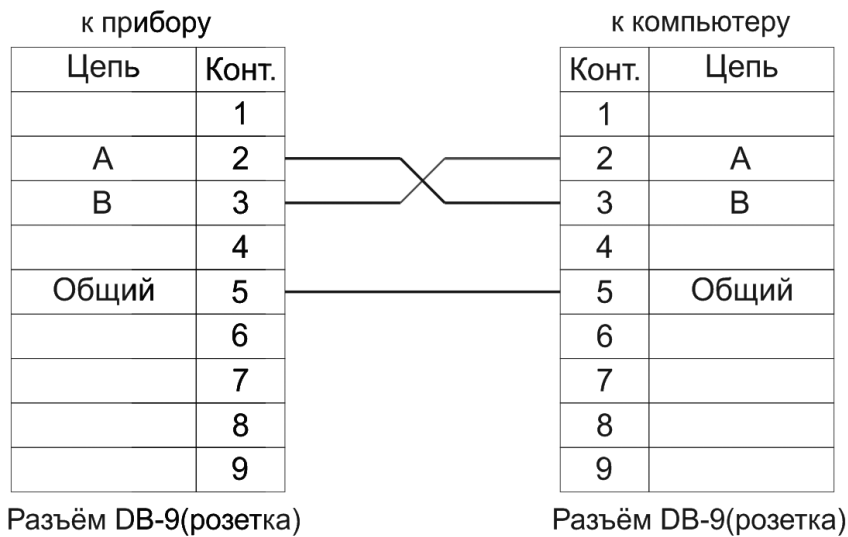 к прибору к компьютеру
Цепь Конт. Конт. Цепь
1 1
A 2 2 A
B 3 3 B
4 4
Общий 5 5 Общий
6 6
7 7
8 8
9 9
Разъём DB-9(розетка) Разъём DB-9(розетка)